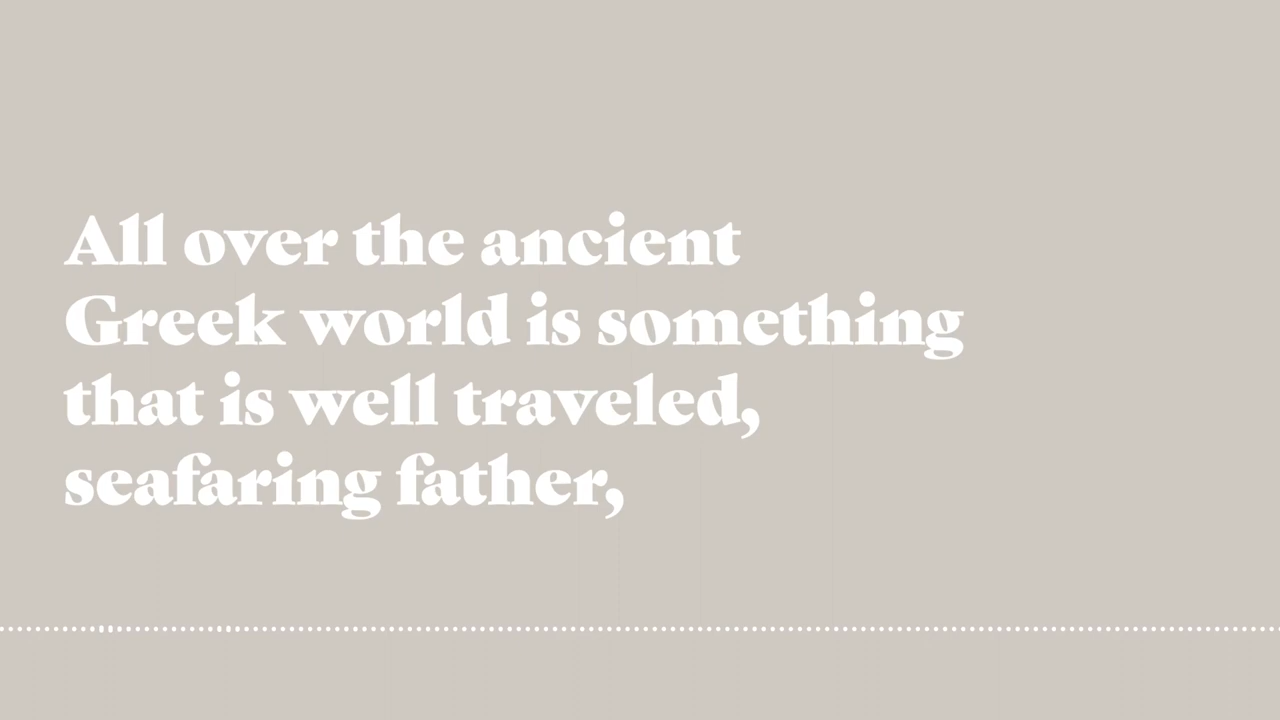 All over the ancient
Greek world is something
that is well traveled,
seafaring father,